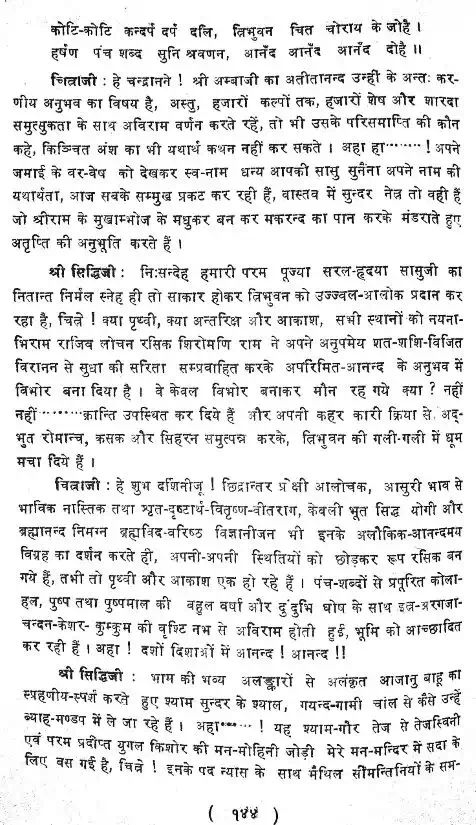 कोटि-कोटि कन्दर्प दर्प दलि, त्रिभुवन चित चोराय के जोहै ।
हर्षण पंच शब्द सुनि श्रवणन, आनँद आनँद आनँद दोहै ।।
चित्राजी : हे चन्द्रानने ! श्री अम्बाजी का अतीतानन्द उन्हीं के अन्तः कर-
णीय अनुभव का विषय है, अस्तु, हजारों कल्पों तक, हजारों शेष और शारदा
समुत्सुकता के साथ अविराम वर्णन करते रहें, तो भी उसके परिसमाप्ति की कौन
कहे, किञ्चित अंश का भी यथार्थ कथन नहीं कर सकते । अहा हा········ ! अपने
जमाई के वर-वेष को देखकर स्व-नाम धन्य आपकी सासु सुनैना अपने नाम की
यथार्थता, आज सबके सम्मुख प्रकट कर रही हैं, वास्तव में सुन्दर नेत्र तो वही हैं
जो श्रीराम के मुखाम्भोज के मधुकर बन कर मकरन्द का पान करके मंडराते हुए
अतृप्ति की अनुभूति करते हैं ।
श्री सिद्धिजी : निःसन्देह हमारी परम पूज्या सरल-हृदया सासुजी का
नितान्त निर्मल स्नेह ही तो साकार होकर त्रिभुवन को उज्ज्वल-आलोक प्रदान कर
रहा है, चित्रे ! क्या पृथ्वी, क्या अन्तरिक्ष और आकाश, सभी स्थानों को नयना-
भिराम राजिव लोचन रसिक शिरोमणि राम ने अपने अनुपमेय शत-शशि-विजित
विरानन से सुधा की सरिता सम्प्रवाहित करके अपरिमित-आनन्द के अनुभव में
विभोर बना दिया है । वे केवल विभोर बनाकर मौन रह गये क्या ? नहीं
नहीं·········क्रान्ति उपस्थित कर दिये हैं और अपनी कहर कारी क्रिया से, अद्-
भुत रोमान्च, कसक और सिहरन समुत्पन्न करके, त्रिभुवन की गली-गली में धूम
मचा दिये हैं ।
चित्राजी : हे शुभ दर्शिनीजू ! छिद्रान्तर प्रेक्षी आलोचक, आसुरी भाव से
भाविक नास्तिक तथा श्रृत-दृष्टार्थ-वितृष्ण-वीतराग, केवली भूत सिद्ध योगी और
ब्रह्मानन्द निमग्न ब्रह्मविद-वरिष्ठ विज्ञानीजन भी इनके अलौकिक-आनन्दमय
विग्रह का दर्शन करते ही, अपनी-अपनी स्थितियों को छोड़कर रूप रसिक बन
गये हैं, तभी तो पृथ्वी और आकाश एक हो रहे हैं । पंच-शब्दों से प्रपूरित कोला-
हल, पुष्प तथा पुष्पमाल की वहुल वर्षा और दुंदुभि घोष के साथ इत्र-अरगजा-
चन्दन-केशर- कुम्कुम की वृश्टि नभ से अविराम होती हुई, भूमि को आच्छादित
कर रही हैं । अहा ! दशों दिशाओं में आनन्द ! आनन्द !!
श्री सिद्धिजी : भाम की भव्य अलङ्कारों से अलंकृत आजानु बाहू का
स्प्रहणीय-स्पर्श करते हुए श्याम सुन्दर के श्याल, गयन्द-गामी चाल से कैसे उन्हें
ब्याह-मण्डप में ले जा रहे हैं । अहा······ ! यह श्याम-गौर तेज से तेजस्विनी
एवं परम प्रदीप्त युगल किशोर की मन-मोहिनी जोड़ी मेरे मन-मन्दिर में सदा के
लिए बस गई है, चित्रे ! इनके पद न्यास के साथ मैथिल सीमन्तिनियों के सम-
( १४४ )